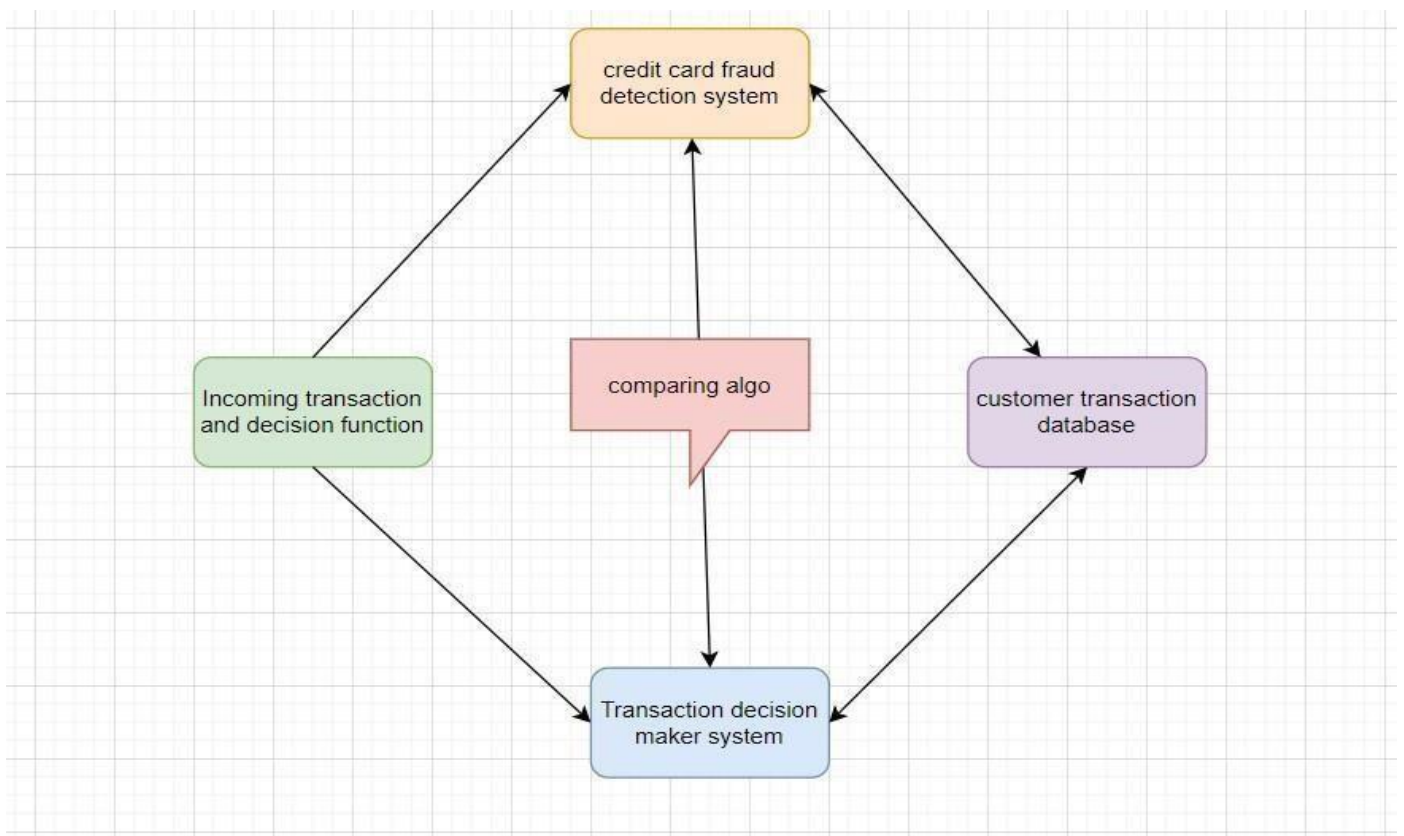 credit card fraud
detection system
Incoming transaction
and decision function
comparing algo
customer transaction
database
Transaction decision
maker system